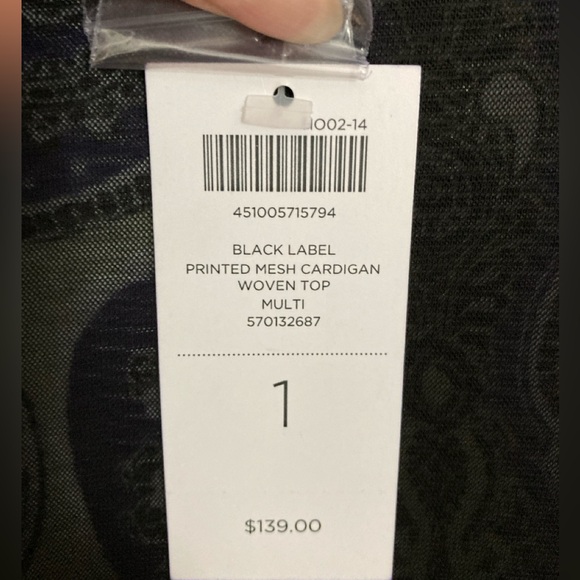 002-14
451005715794
BLACK LABEL
PRINTED MESH CARDIGAN
WOVEN TOP
MULTI
570132687
1
$139.00